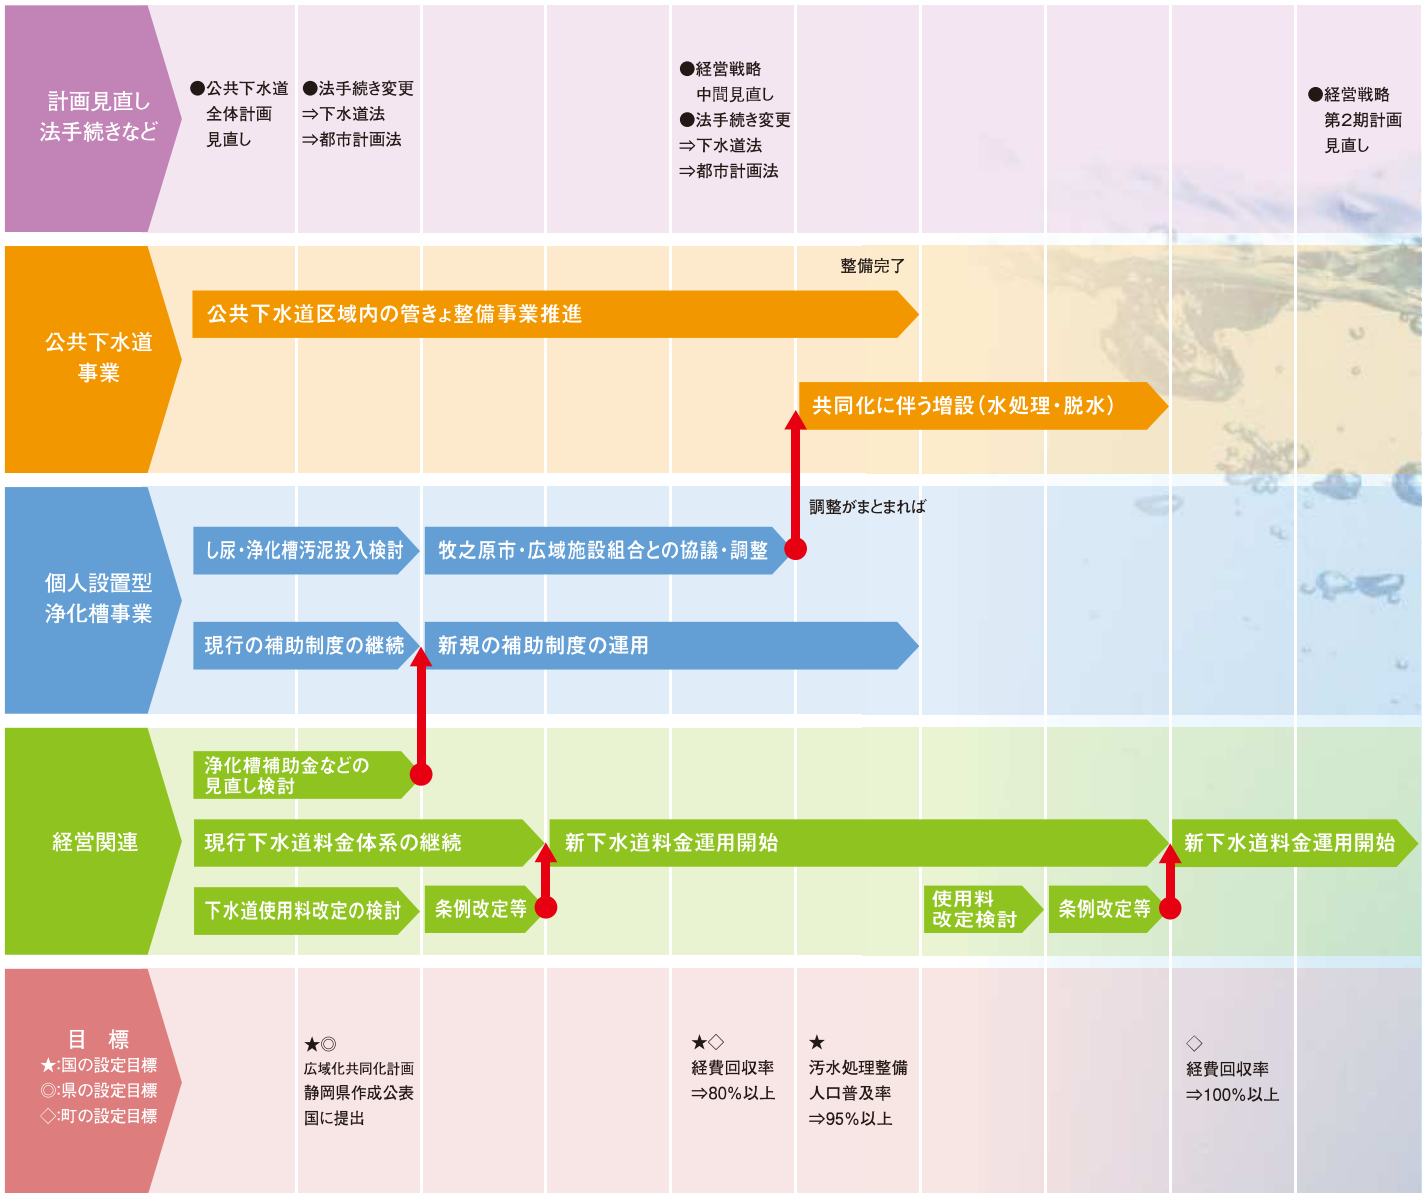 計画見直し
法手続きなど
●公共下水道
全体計画
見直し
●法手続き変更
⇒下水道法
⇒都市計画法
●経営戦略
中間見直し
●法手続き変更
⇒下水道法
⇒都市計画法
●経営戦略
第2期計画
見直し
公共下水道
事業
整備完了
公共下水道区域内の管きょ整備事業推進
共同化に伴う増設（水処理・脱水）
個人設置型
浄化槽事業
調整がまとまれば
し尿・浄化槽汚泥投入検討
牧之原市・広域施設組合との協議・調整
現行の補助制度の継続
新規の補助制度の運用
経営関連
浄化槽補助金などの
見直し検討
現行下水道料金体系の継続
新下水道料金運用開始
新下水道料金運用開始
下水道使用料改定の検討
条例改定等
使用料
改定検討
条例改定等
目　標
★:国の設定目標
◎:県の設定目標
◇:町の設定目標
★◎
広域化共同化計画
静岡県作成公表
国に提出
★◇
経費回収率
⇒80％以上
★
汚水処理整備
人口普及率
⇒95％以上
◇
経費回収率
⇒100％以上